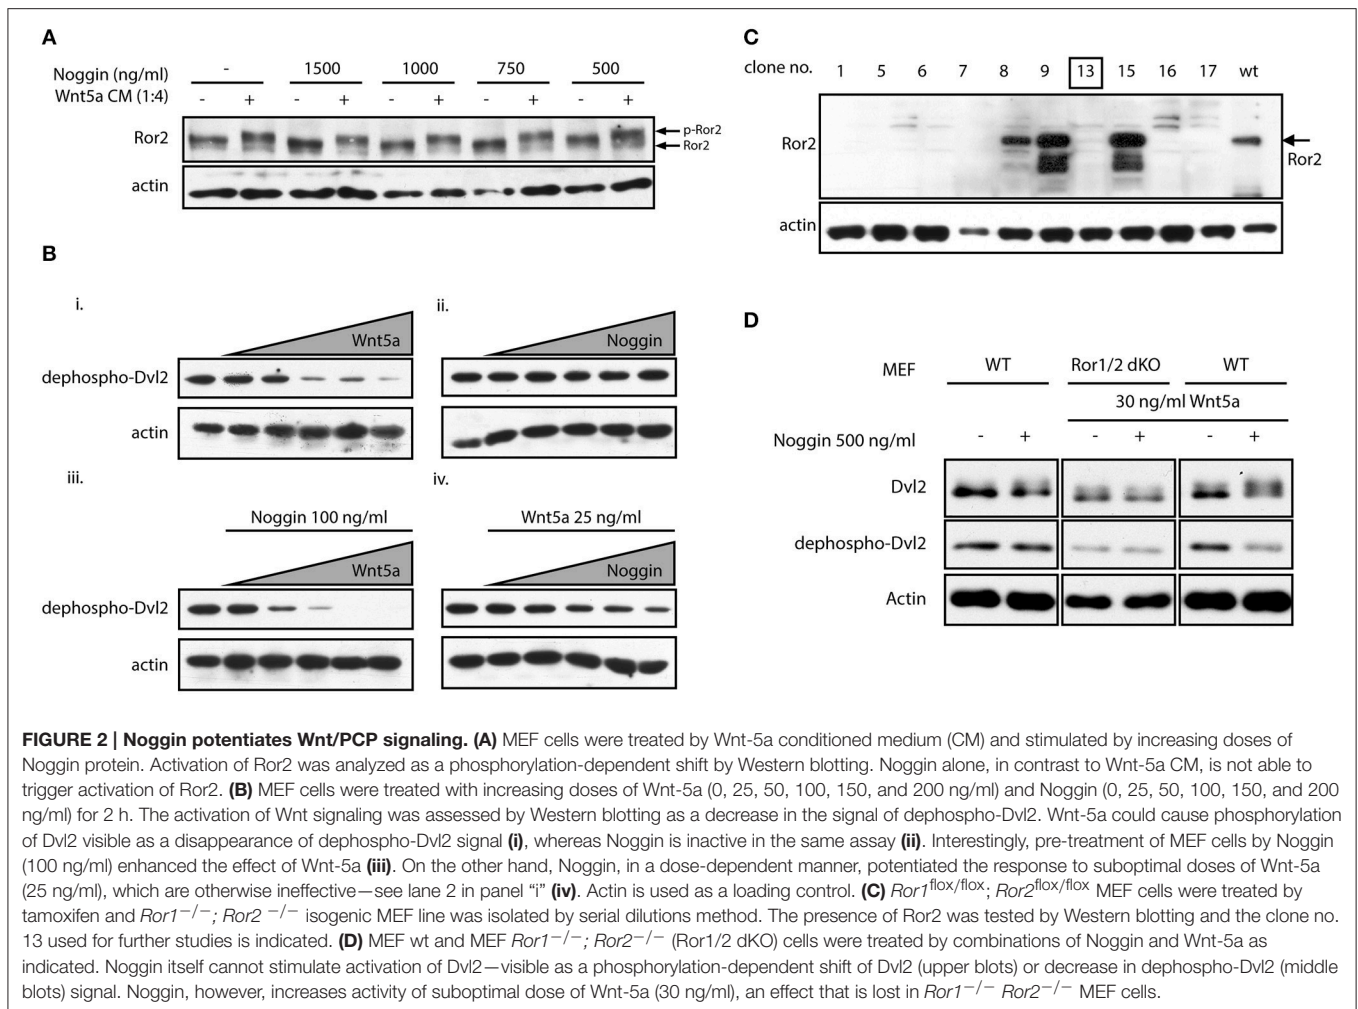 A
Noggin (ng/ml) - 1500 1000 750 500
Wnt5a CM (1:4) - + - + - + - + - +
Ror2
p-Ror2
Ror2
actin
B
i.
Wnt5a
dephospho-Dvl2
actin
ii.
Noggin
iii.
Noggin 100 ng/ml
Wnt5a
dephospho-Dvl2
actin
iv.
Wnt5a 25 ng/ml
Noggin
C
clone no. 1 5 6 7 8 9 13 15 16 17 wt
Ror2
Ror2
actin
D
MEF WT Ror1/2 dKO WT
30 ng/ml Wnt5a
Noggin 500 ng/ml - + - + - +
Dvl2
dephospho-Dvl2
Actin
FIGURE 2 | Noggin potentiates Wnt/PCP signaling. (A) MEF cells were treated by Wnt-5a conditioned medium (CM) and stimulated by increasing doses of
Noggin protein. Activation of Ror2 was analyzed as a phosphorylation-dependent shift by Western blotting. Noggin alone, in contrast to Wnt-5a CM, is not able to
trigger activation of Ror2. (B) MEF cells were treated with increasing doses of Wnt-5a (0, 25, 50, 100, 150, and 200 ng/ml) and Noggin (0, 25, 50, 100, 150, and 200
ng/ml) for 2 h. The activation of Wnt signaling was assessed by Western blotting as a decrease in the signal of dephospho-Dvl2. Wnt-5a could cause phosphorylation
of Dvl2 visible as a disappearance of dephospho-Dvl2 signal (i), whereas Noggin is inactive in the same assay (ii). Interestingly, pre-treatment of MEF cells by Noggin
(100 ng/ml) enhanced the effect of Wnt-5a (iii). On the other hand, Noggin, in a dose-dependent manner, potentiated the response to suboptimal doses of Wnt-5a
(25 ng/ml), which are otherwise ineffective—see lane 2 in panel “i” (iv). Actin is used as a loading control. (C) Ror1flox/flox; Ror2flox/flox MEF cells were treated by
tamoxifen and Ror1−/−; Ror2 −/− isogenic MEF line was isolated by serial dilutions method. The presence of Ror2 was tested by Western blotting and the clone no.
13 used for further studies is indicated. (D) MEF wt and MEF Ror1−/−; Ror2−/− (Ror1/2 dKO) cells were treated by combinations of Noggin and Wnt-5a as
indicated. Noggin itself cannot stimulate activation of Dvl2—visible as a phosphorylation-dependent shift of Dvl2 (upper blots) or decrease in dephospho-Dvl2 (middle
blots) signal. Noggin, however, increases activity of suboptimal dose of Wnt-5a (30 ng/ml), an effect that is lost in Ror1−/− Ror2−/− MEF cells.